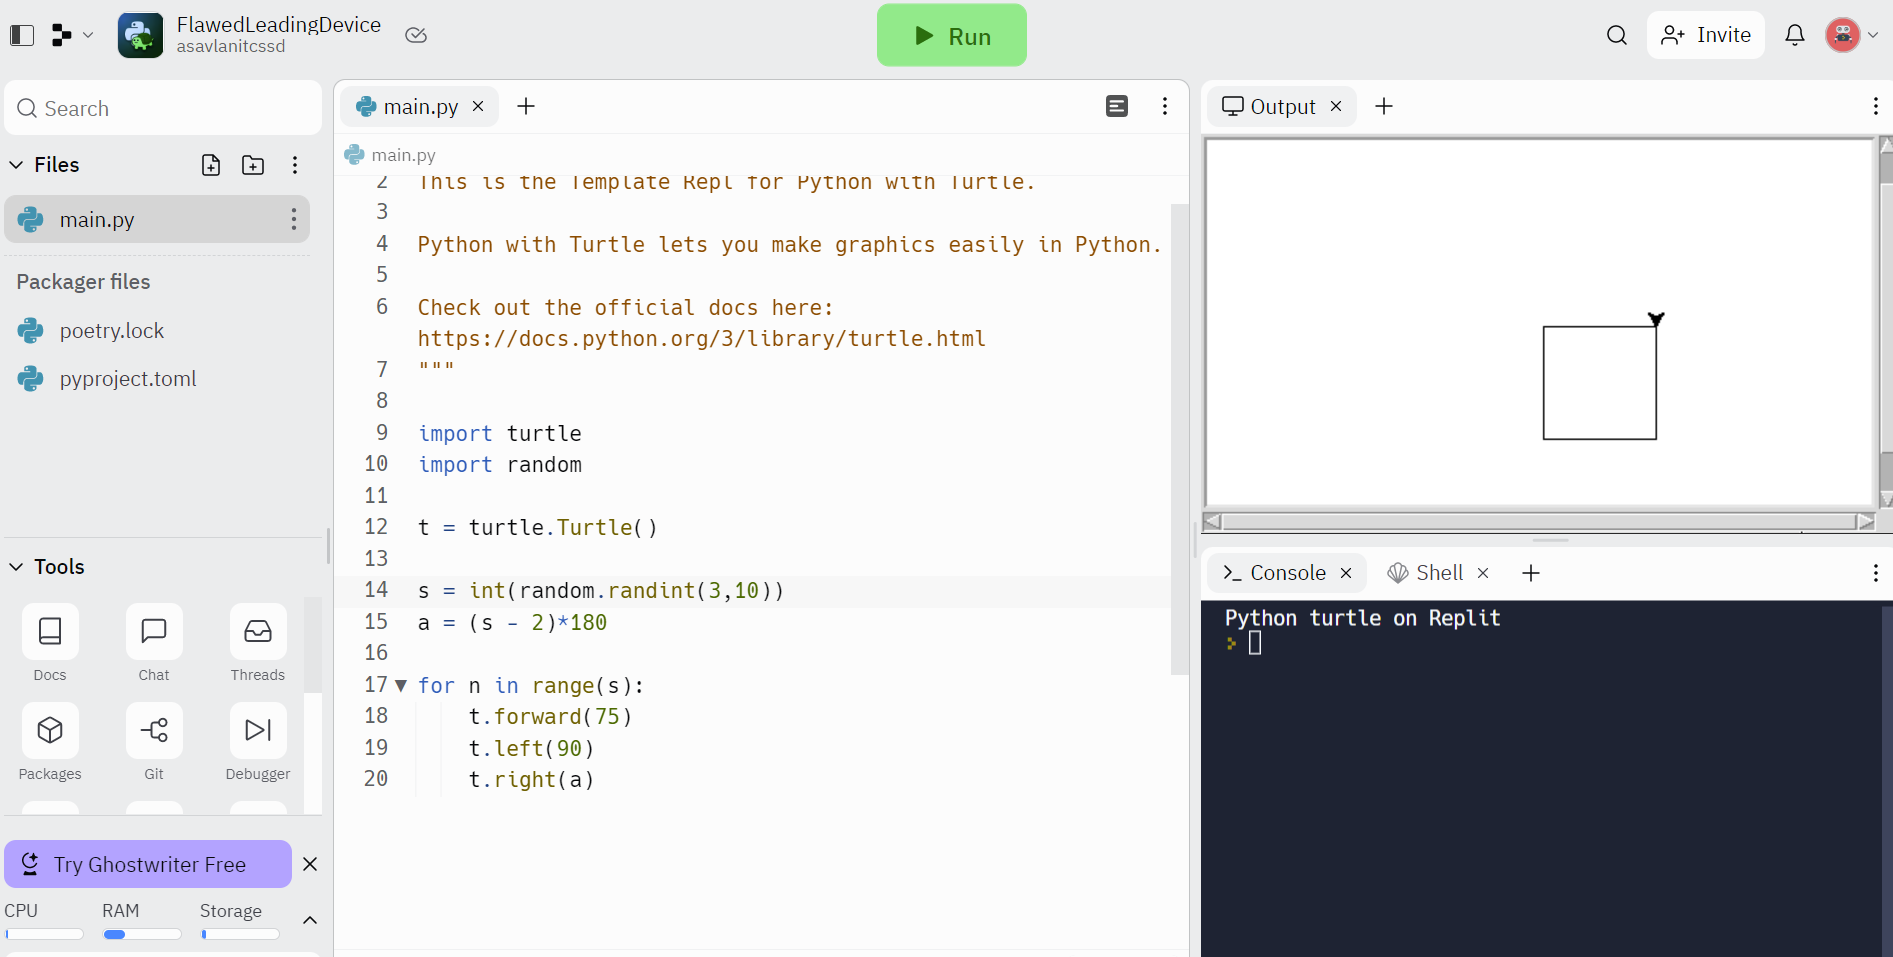 FlawedLeadingDevice
asavlanitcssd
Run
Invite
Search
Files
main.py
Packager files
poetry.lock
pyproject.toml
Tools
Docs
Chat
Threads
Packages
Git
Debugger
Try Ghostwriter Free
CPU
RAM
Storage
main.py
main.py
2 This is the Template Repl for Python with Turtle.
3
4 Python with Turtle lets you make graphics easily in Python.
5
6 Check out the official docs here:
https://docs.python.org/3/library/turtle.html
7 """
8
9 import turtle
10 import random
11
12 t = turtle.Turtle()
13
14 s = int(random.randint(3,10))
15 a = (s - 2)*180
16
17 for n in range(s):
18     t.forward(75)
19     t.left(90)
20     t.right(a)
Output
Console
Shell
Python turtle on Replit